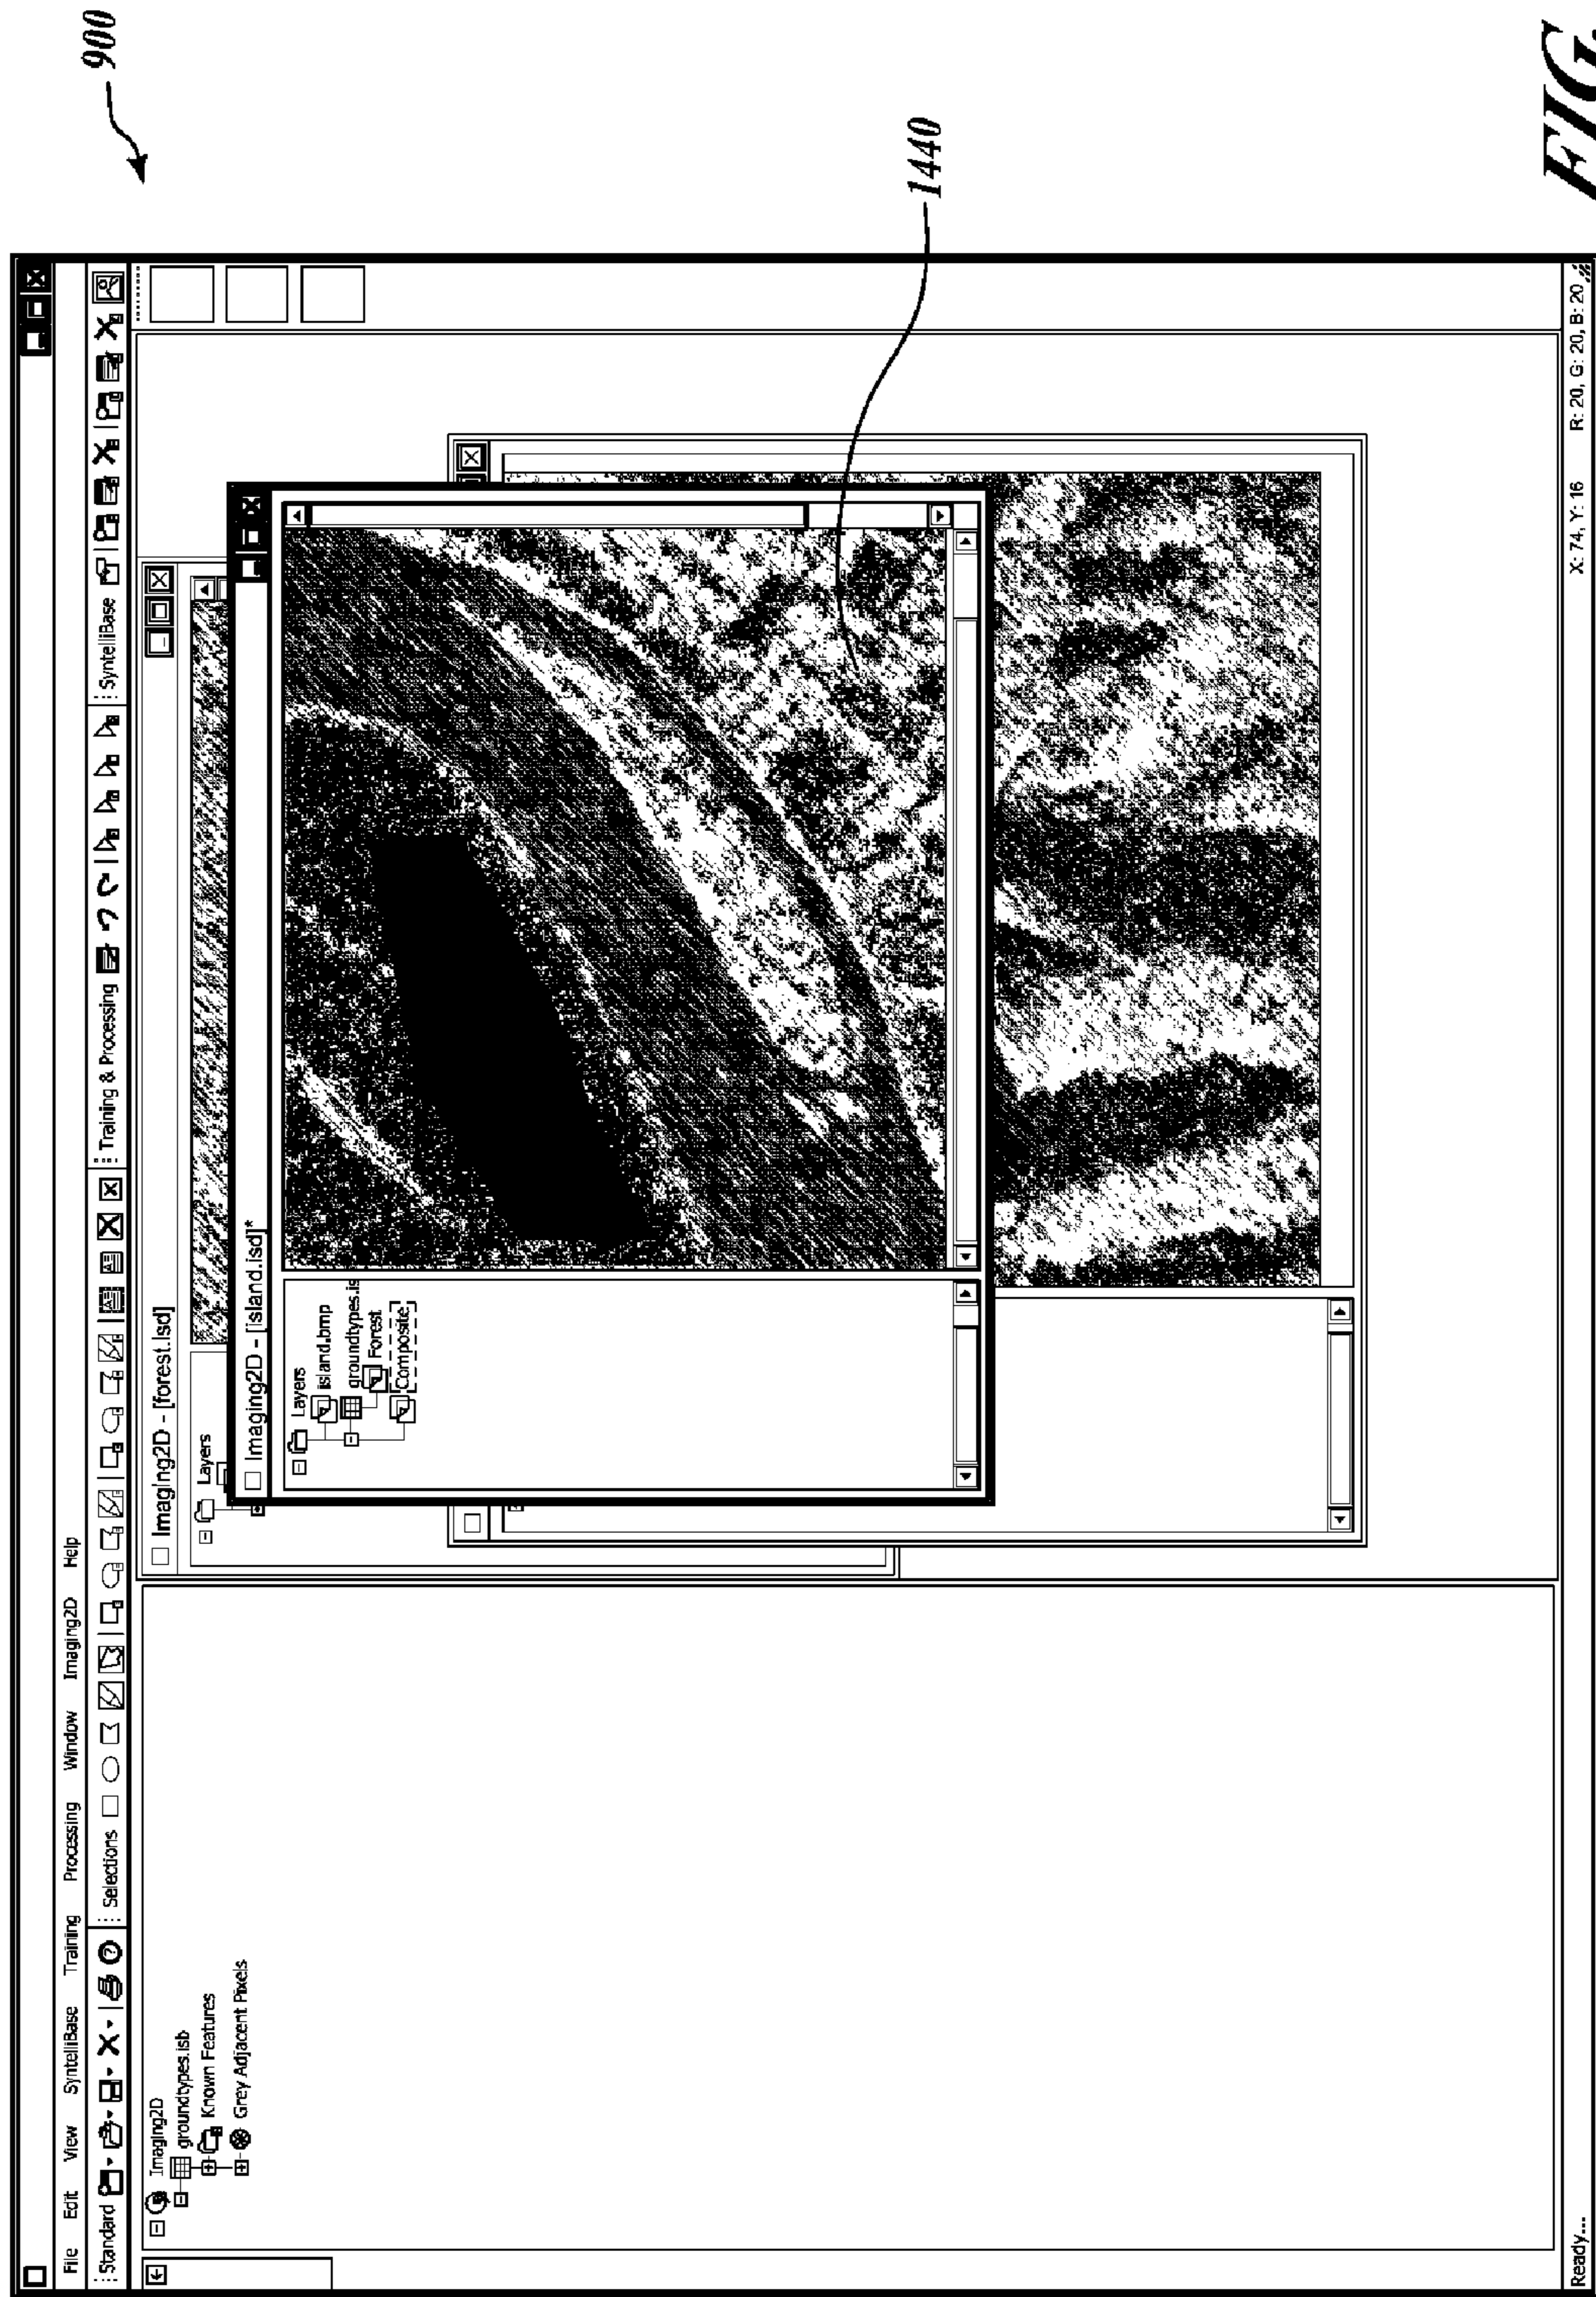 900
File Edit View SyntelliBase Training Processing Window Imaging2D Help
Standard Selections Training & Processing SyntelliBase
Imaging2D
groundtypes.isb
Known Features
Grey Adjacent Pixels
Imaging2D - [forest.isd]
Layers
Imaging2D - [island.isd]*
Layers
island.bmp
groundtypes.is
Forest
Composite
1440
Ready...
X: 74, Y: 16 R: 20, G: 20, B: 20
FIG.